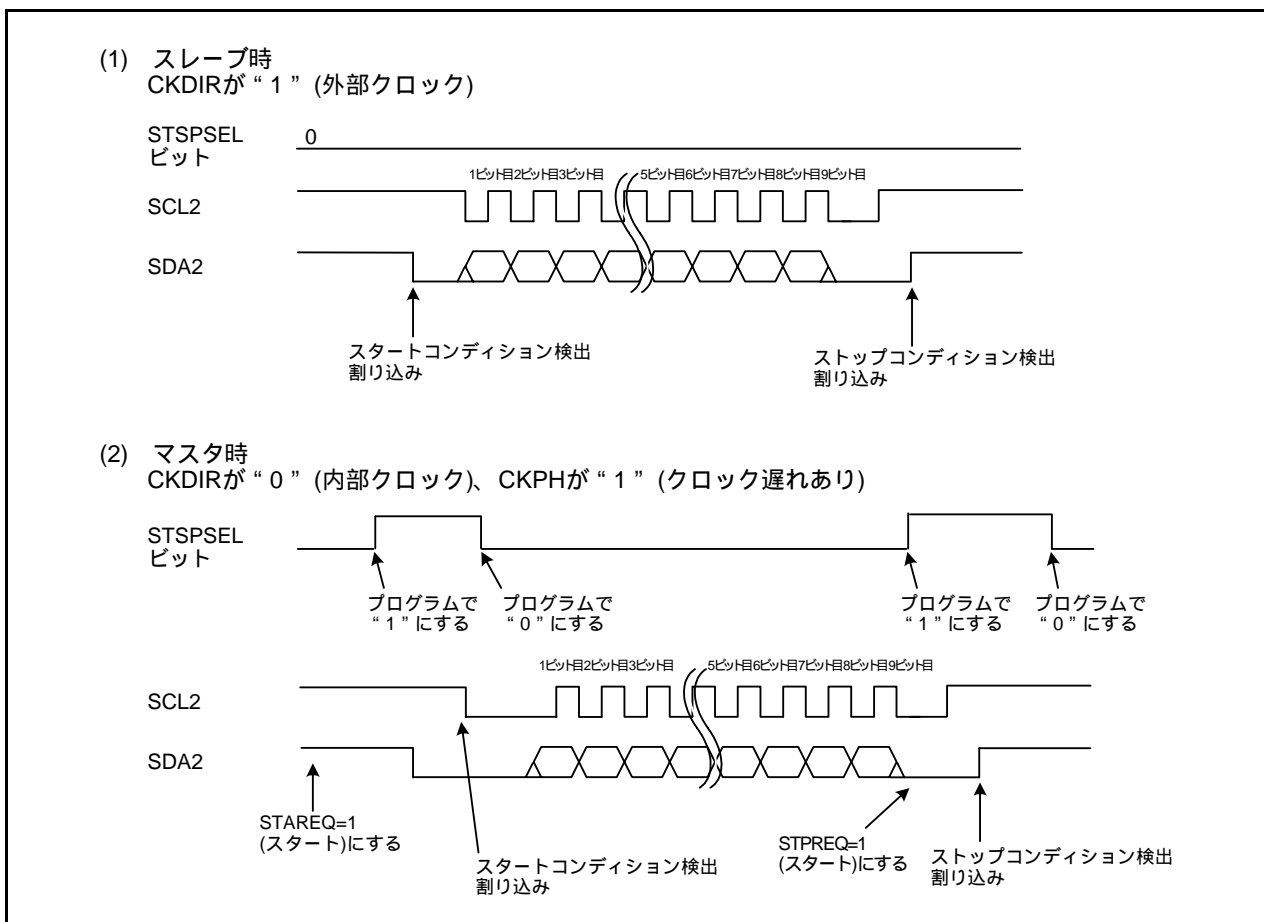 (1) スレーブ時
CKDIRが“1”(外部クロック)
STSPSEL
ビット
0
1ビット目2ビット目3ビット目
5ビット目6ビット目7ビット目8ビット目9ビット目
SCL2
SDA2
スタートコンディション検出
割り込み
ストップコンディション検出
割り込み
(2) マスタ時
CKDIRが“0”(内部クロック)、CKPHが“1”(クロック遅れあり)
STSPSEL
ビット
プログラムで
“1”にする
プログラムで
“0”にする
プログラムで
“1”にする
プログラムで
“0”にする
1ビット目2ビット目3ビット目
5ビット目6ビット目7ビット目8ビット目9ビット目
SCL2
SDA2
STAREQ=1
(スタート)にする
スタートコンディション検出
割り込み
STPREQ=1
(スタート)にする
ストップコンディション検出
割り込み